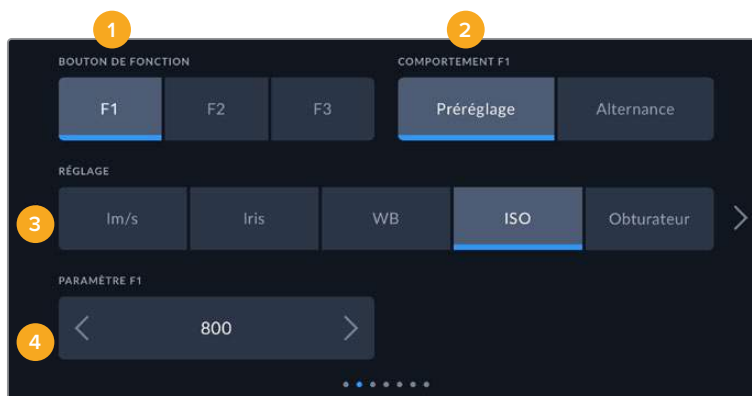 1
2
BOUTON DE FONCTION
COMPORTEMENT F1
F1 F2 F3
Préréglage Alternance
RÉGLAGE
3
Im/s Iris WB ISO Obturateur
PARAMÈTRE F1
4
800